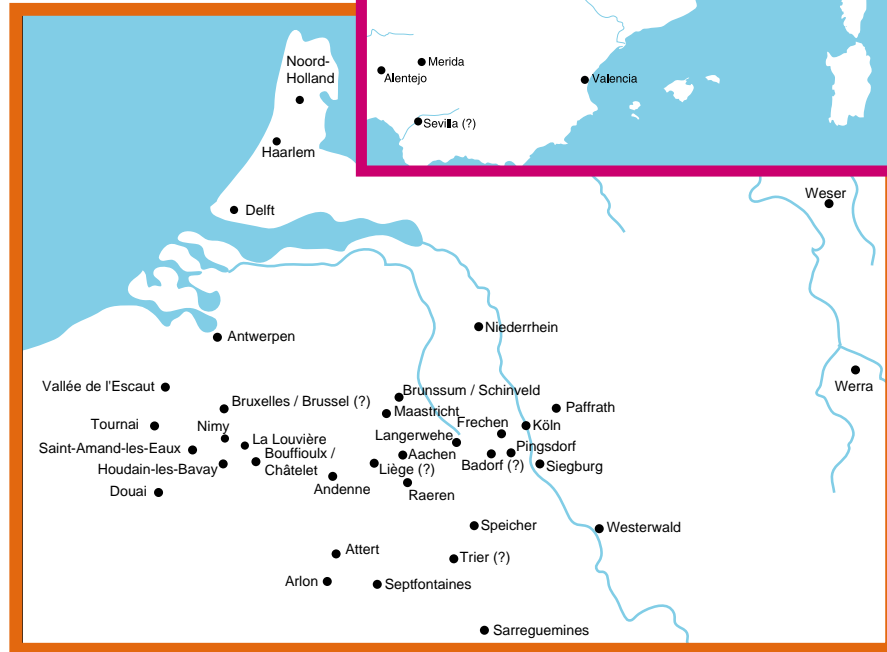 Noord-
Holland
Merida
Alentejo
Valencia
Sevilla (?)
Haarlem
Weser
Delft
Niederrhein
Antwerpen
Werra
Vallée de l'Escaut
Brunssum / Schinveld
Bruxelles / Brussel (?)
Maastricht
Paffrath
Tournai
Nimy
Frechen
Köln
La Louvière
Langerwehe
Pingsdorf
Saint-Amand-les-Eaux
Bouffioulx /
Châtelet
Aachen
Houdain-les-Bavay
Liège (?)
Badorf (?)
Siegburg
Andenne
Raeren
Douai
Speicher
Westerwald
Attert
Trier (?)
Arlon
Septfontaines
Sarreguemines